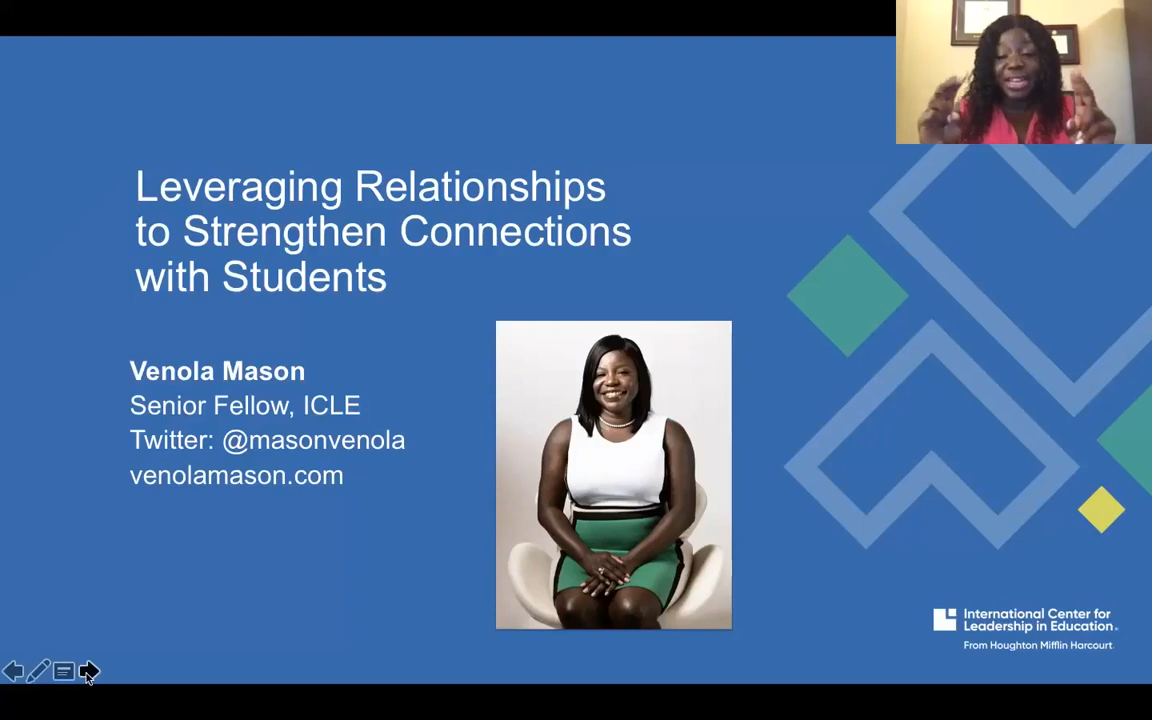 Leveraging Relationships
to Strengthen Connections
with Students
Venola Mason
Senior Fellow, ICLE
Twitter: @masonvenola
venolamason.com
International Center for
Leadership in Education.
From Houghton Mifflin Harcourt